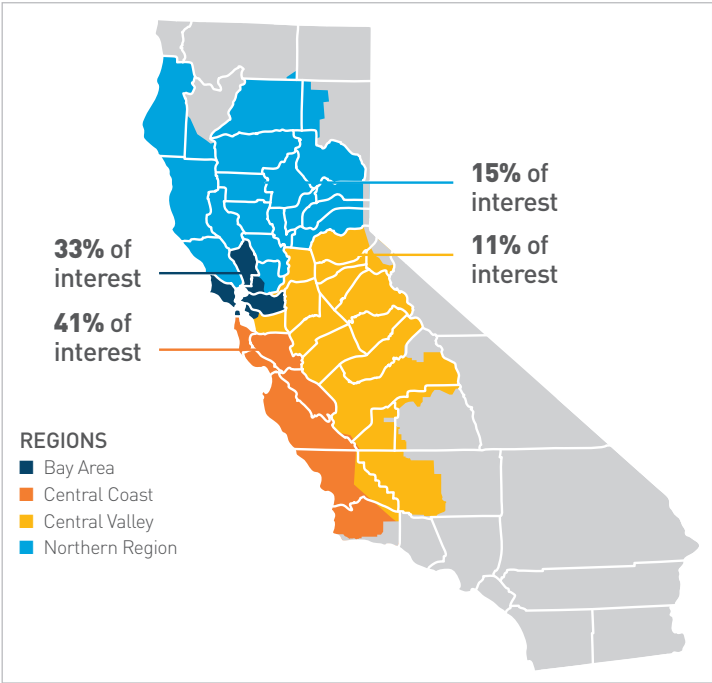 15% of
interest
11% of
interest
33% of
interest
41% of
interest
REGIONS
Bay Area
Central Coast
Central Valley
Northern Region